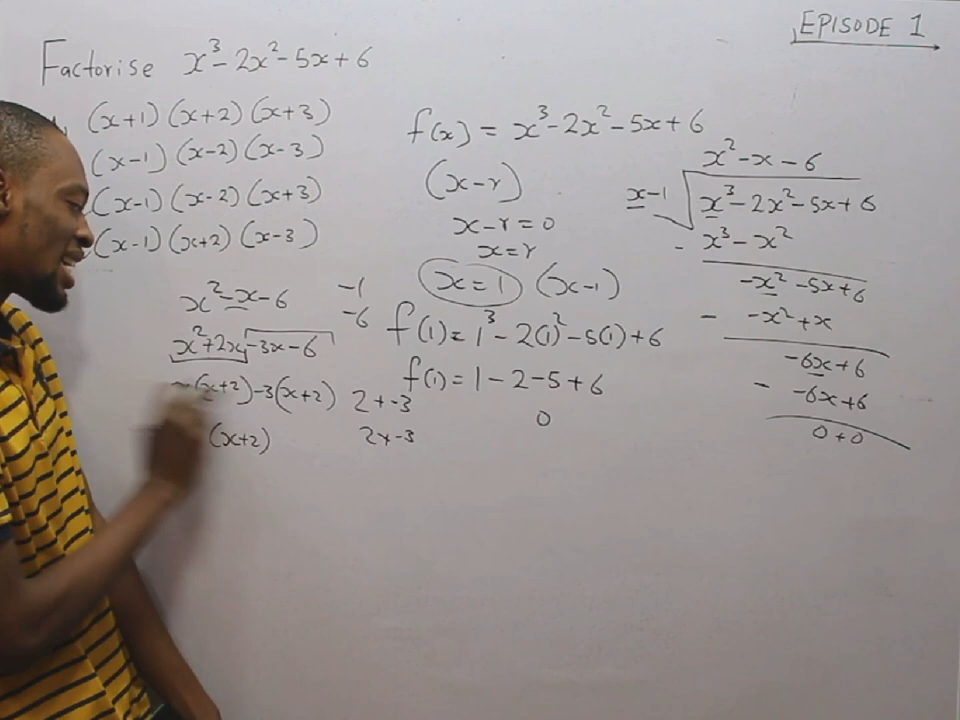 EPISODE 1
Factorise x³ - 2x² - 5x + 6
(x+1) (x+2) (x+3)
(x-1) (x-2) (x-3)
(x-1) (x-2) (x+3)
(x-1) (x+2) (x-3)
x² - x - 6
-1
-6
x² + 2x - 3x - 6
(x+2) - 3(x+2)
2 + -3
(x+2)
2 x -3
f(x) = x³ - 2x² - 5x + 6
(x - r)
x - r = 0
x = r
x = 1 (x - 1)
f(1) = 1³ - 2(1)² - 5(1) + 6
f(1) = 1 - 2 - 5 + 6
0
x² - x - 6
x - 1
x³ - 2x² - 5x + 6
- x³ - x²
-x² - 5x + 6
- -x² + x
-6x + 6
- -6x + 6
0 + 0